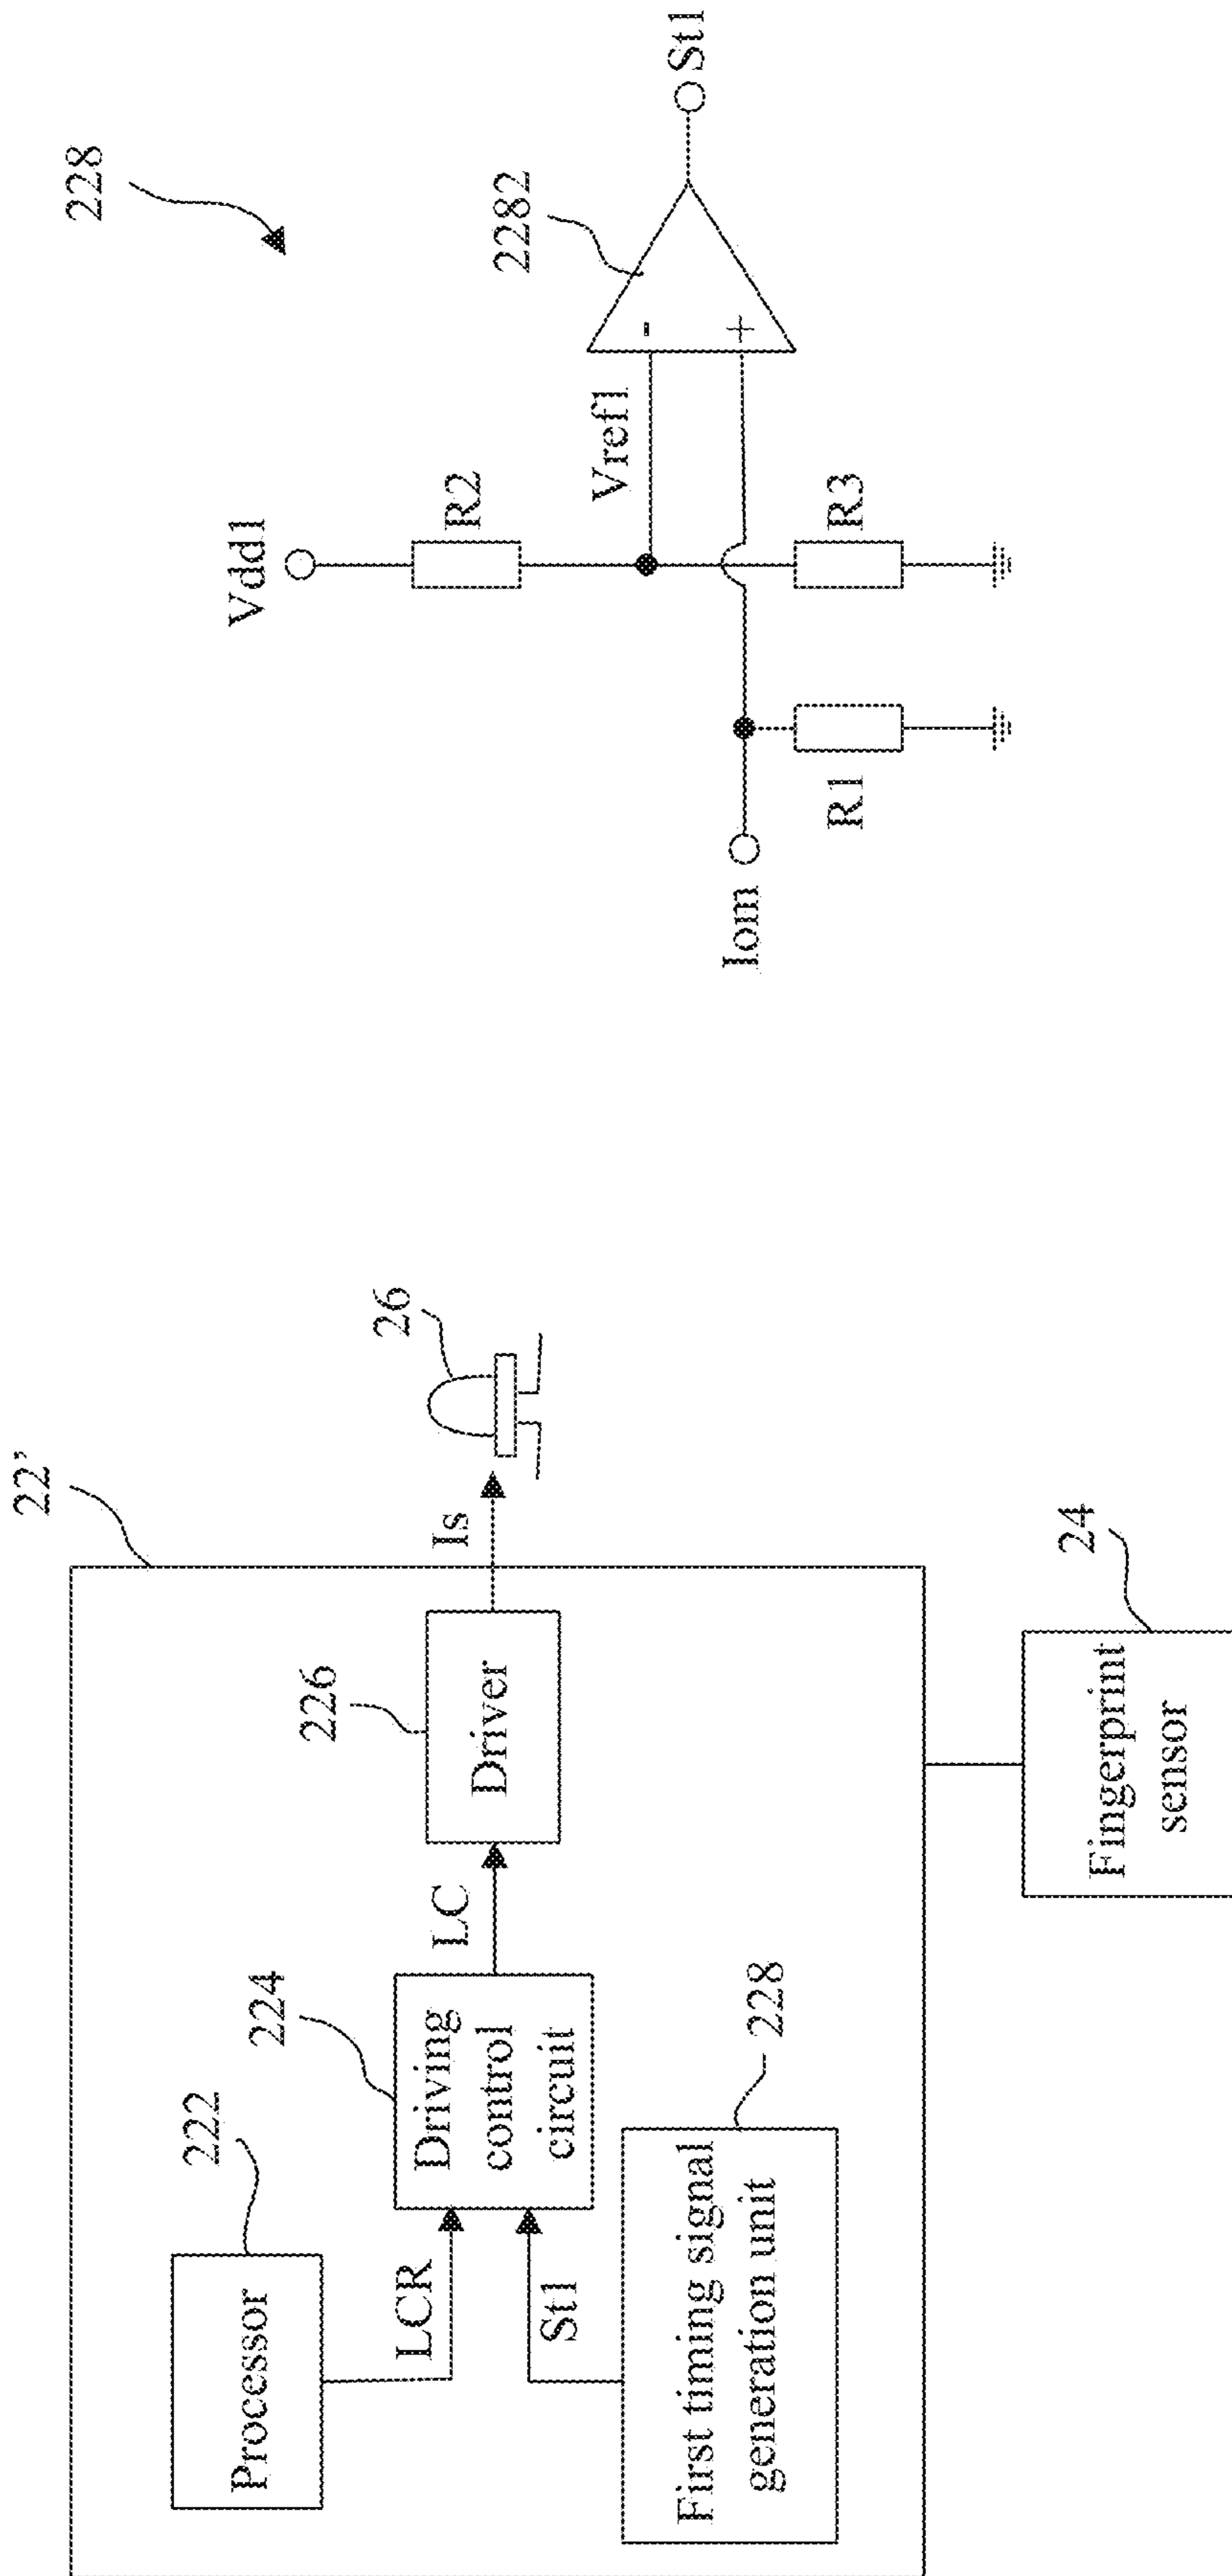 22'
Processor
222
LCR
Driving
control
circuit
224
St1
First timing signal
generation unit
228
LC
Driver
226
Is
26
Fingerprint
sensor
24
228
Vdd1
R2
Vref1
R3
Iom
R1
-
+
2282
St1